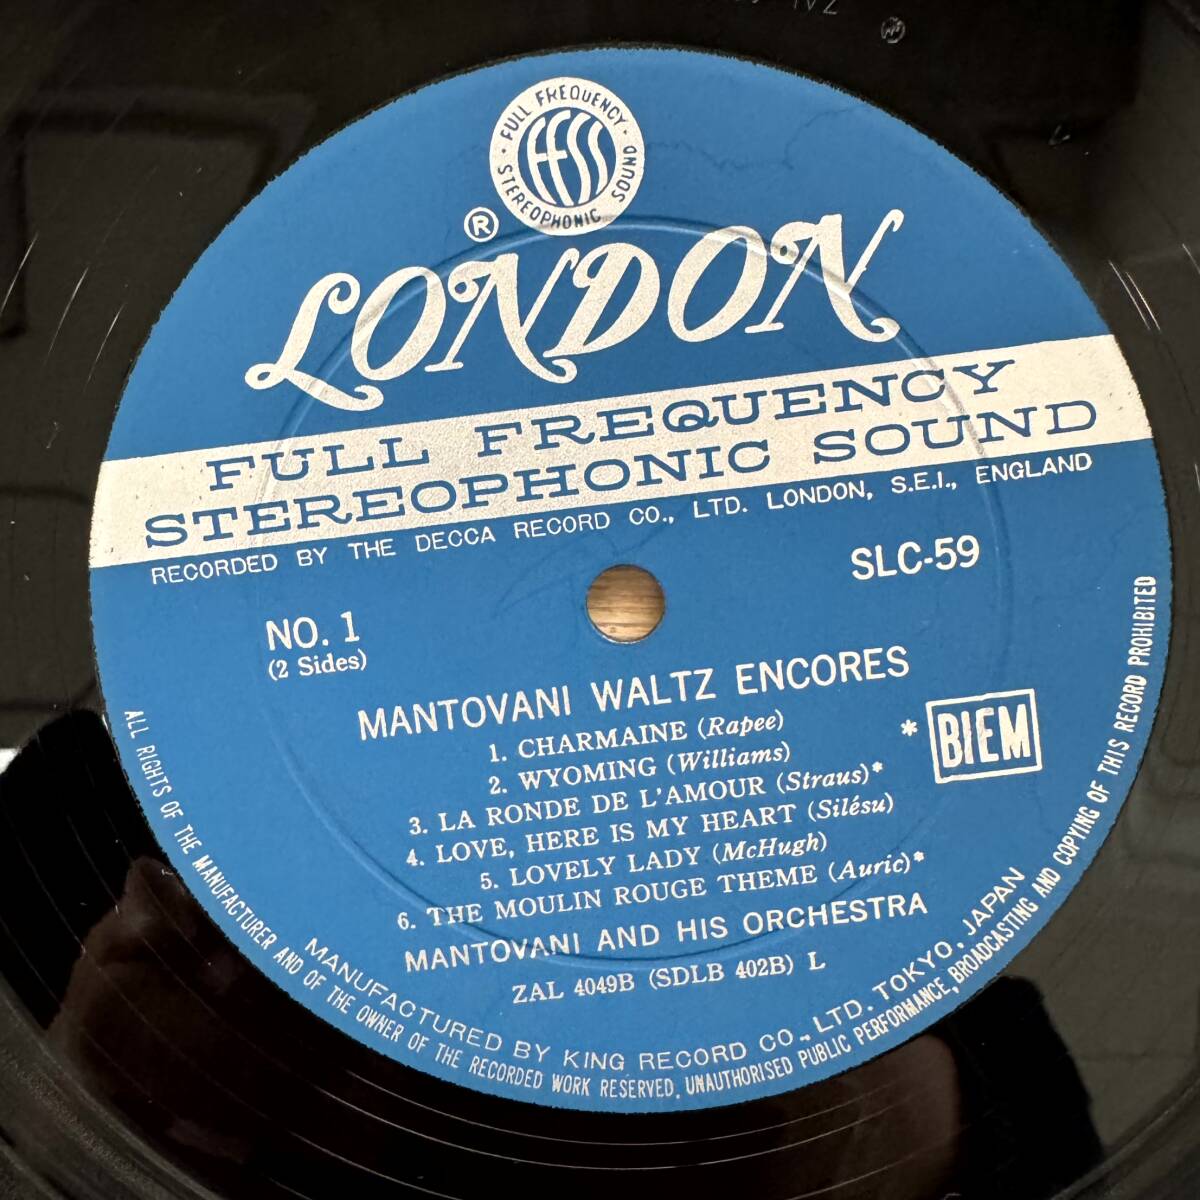 FULL FREQUENCY
STEREOPHONIC SOUND
FFSS
®
LONDON
FULL FREQUENCY
STEREOPHONIC SOUND
RECORDED BY THE DECCA RECORD CO., LTD. LONDON, S.E.I., ENGLAND
SLC-59
NO. 1
(2 Sides)
MANTOVANI WALTZ ENCORES
1. CHARMAINE (Rapee)
2. WYOMING (Williams)
3. LA RONDE DE L'AMOUR (Straus)*
4. LOVE, HERE IS MY HEART (Silésu)
5. LOVELY LADY (McHugh)
6. THE MOULIN ROUGE THEME (Auric)*
* BIEM
MANTOVANI AND HIS ORCHESTRA
ZAL 4049B (SDLB 402B) L
MANUFACTURED BY KING RECORD CO., LTD. TOKYO, JAPAN
ALL RIGHTS OF THE MANUFACTURER AND OF THE OWNER OF THE RECORDED WORK RESERVED. UNAUTHORISED PUBLIC PERFORMANCE, BROADCASTING AND COPYING OF THIS RECORD PROHIBITED